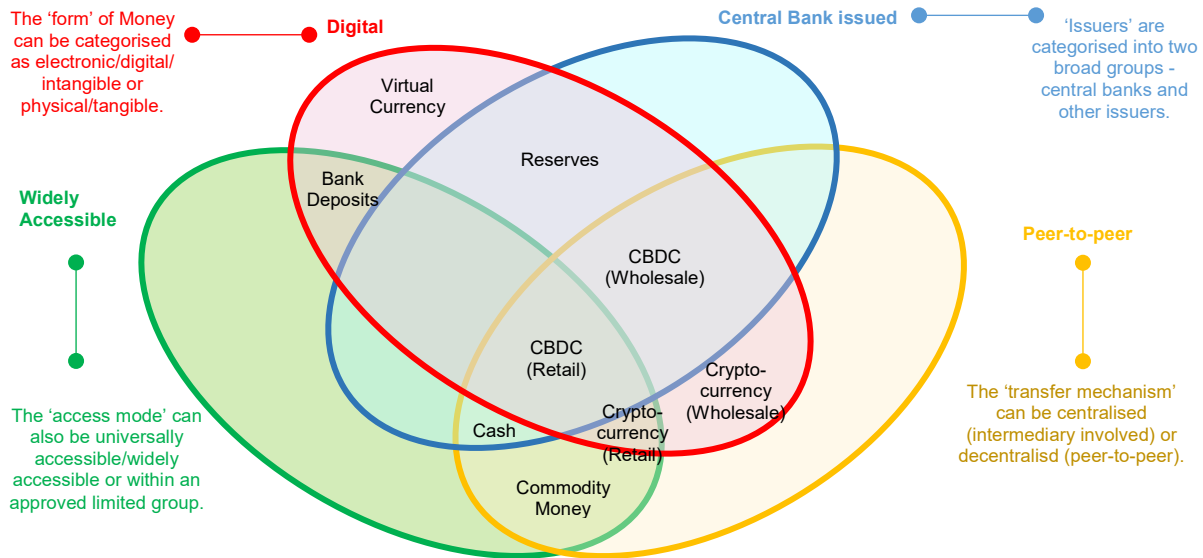 The ‘form’ of Money
can be categorised
as electronic/digital/
intangible or
physical/tangible.
Digital
Central Bank issued
‘Issuers’ are
categorised into two
broad groups -
central banks and
other issuers.
Virtual
Currency
Reserves
Bank
Deposits
Widely
Accessible
Peer-to-peer
CBDC
(Wholesale)
CBDC
(Retail)
Crypto-
currency
(Wholesale)
Cash
Crypto-
currency
(Retail)
Commodity
Money
The ‘access mode’ can
also be universally
accessible/widely
accessible or within an
approved limited group.
The ‘transfer mechanism’
can be centralised
(intermediary involved) or
decentralisd (peer-to-peer).